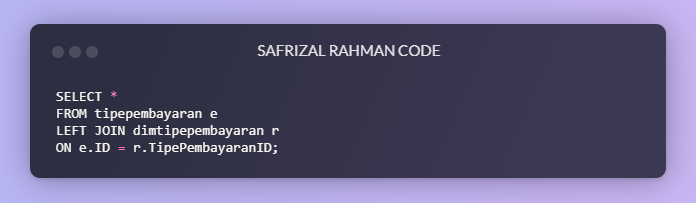 SAFRIZAL RAHMAN CODE
SELECT *
FROM tipepembayaran e
LEFT JOIN dimtipepembayaran r
ON e.ID = r.TipePembayaranID;